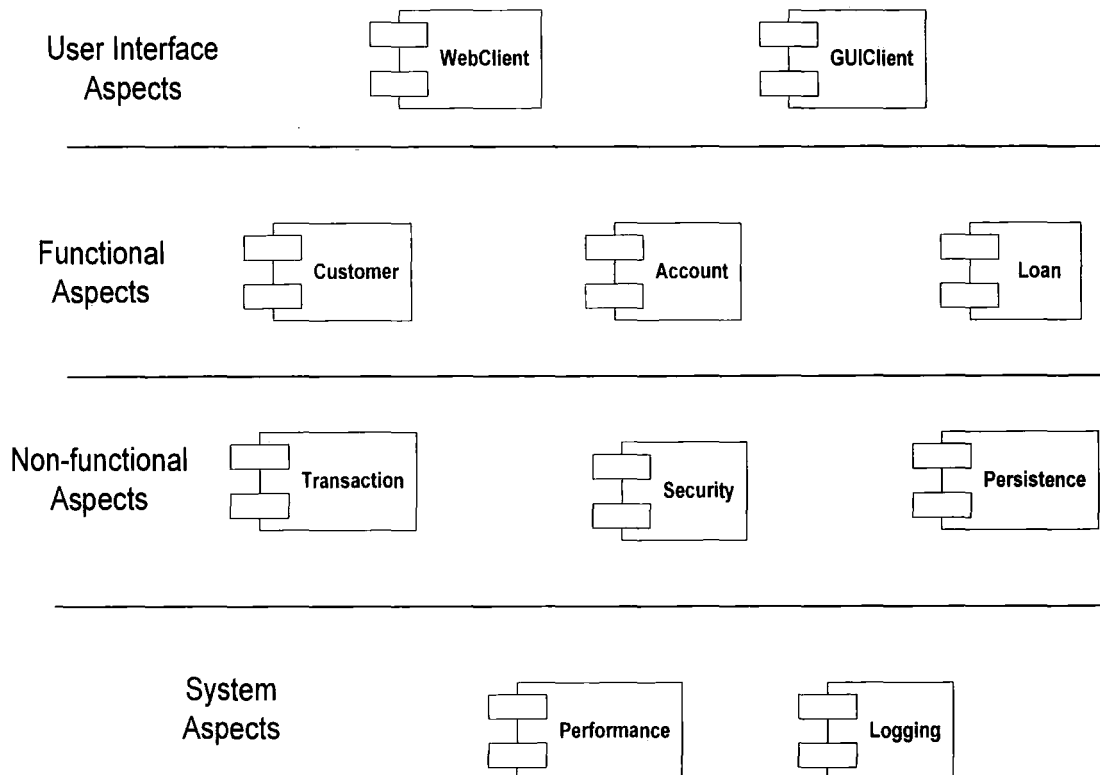 User Interface
Aspects
WebClient
GUIClient
Functional
Aspects
Customer
Account
Loan
Non-functional
Aspects
Transaction
Security
Persistence
System
Aspects
Performance
Logging